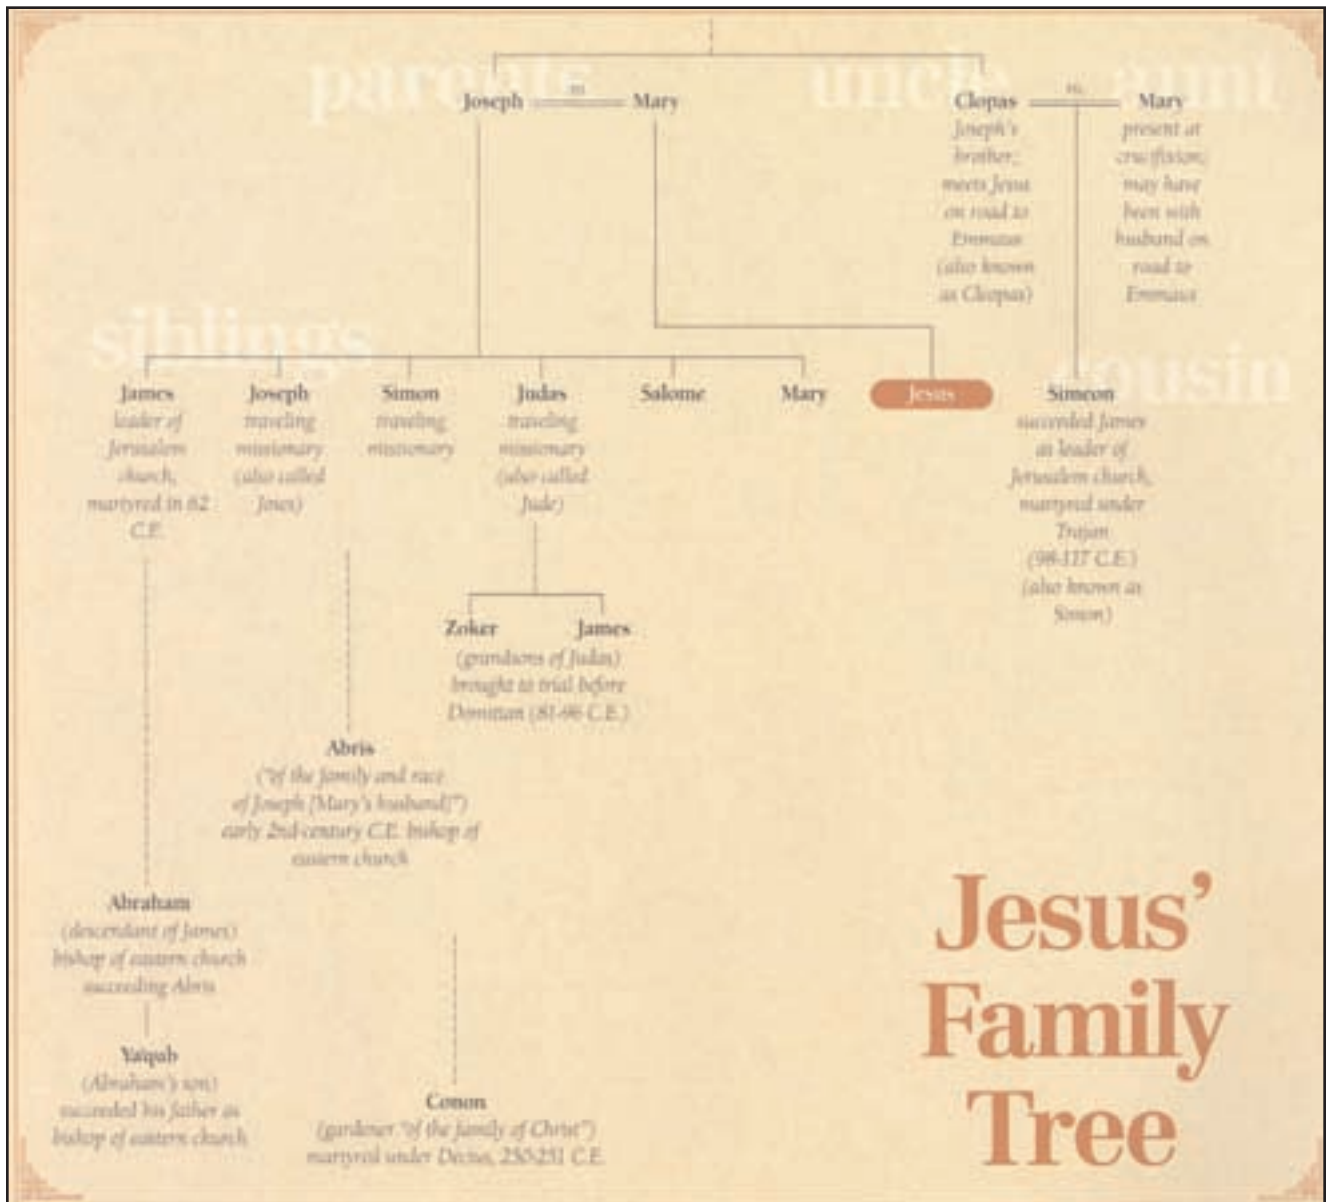 parents
uncle
aunt
Joseph
m.
Mary
Clopas
m.
Mary
Joseph's
brother;
meets Jesus
on road to
Emmaus
(also known
as Cleopas)
present at
crucifixion;
may have
been with
husband on
road to
Emmaus
siblings
cousin
James
leader of
Jerusalem
church,
martyred in 62
C.E.
Joseph
traveling
missionary
(also called
Joses)
Simon
traveling
missionary
Judas
traveling
missionary
(also called
Jude)
Salome
Mary
Jesus
Simeon
succeeded James
as leader of
Jerusalem church,
martyred under
Trajan
(98-117 C.E.)
(also known as
Simon)
Zoker
James
(grandsons of Judas)
brought to trial before
Domitian (81-96 C.E.)
Abris
("of the family and race
of Joseph [Mary's husband]")
early 2nd-century C.E. bishop of
eastern church
Abraham
(descendant of James)
bishop of eastern church
succeeding Abris
Ya'qub
(Abraham's son)
succeeded his father as
bishop of eastern church
Conon
(gardener "of the family of Christ")
martyred under Decius, 250-251 C.E.
Jesus'
Family
Tree